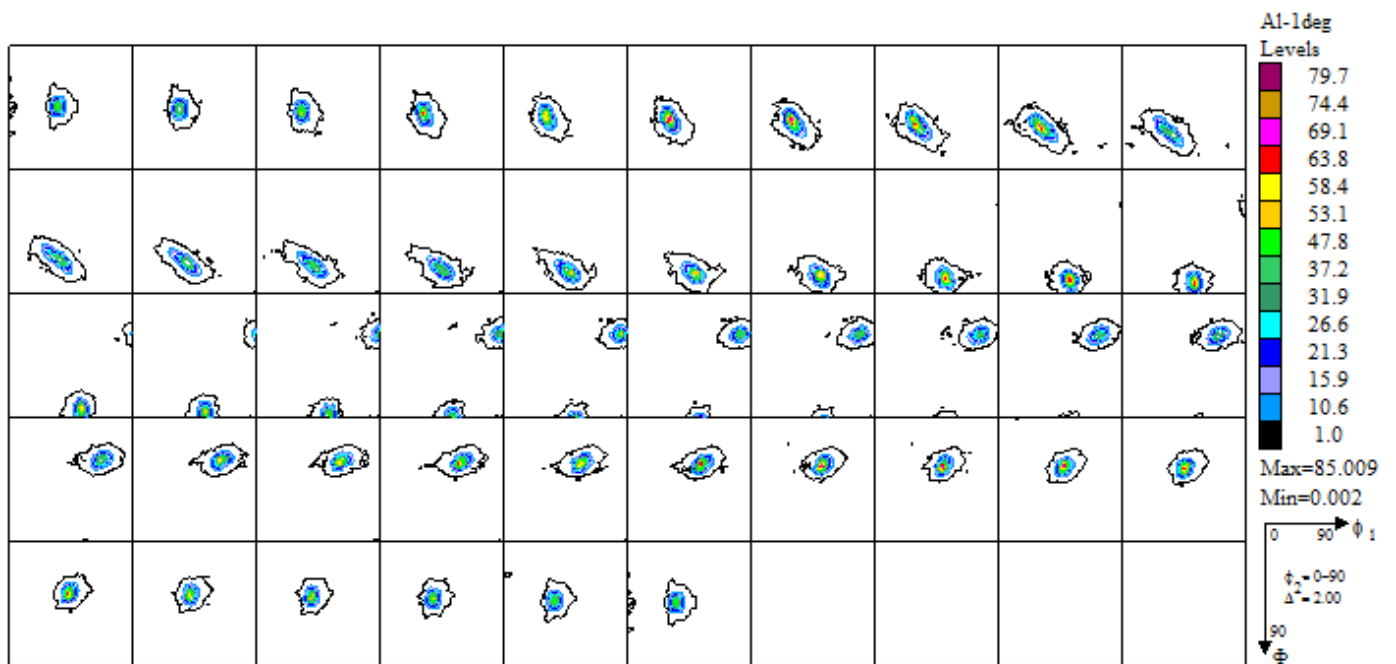 Al-1deg
Levels
79.7
74.4
69.1
63.8
58.4
53.1
47.8
37.2
31.9
26.6
21.3
15.9
10.6
1.0
Max=85.009
Min=0.002
0 90 ϕ1
ϕ2= 0-90
Δ = 2.00
90
Φ